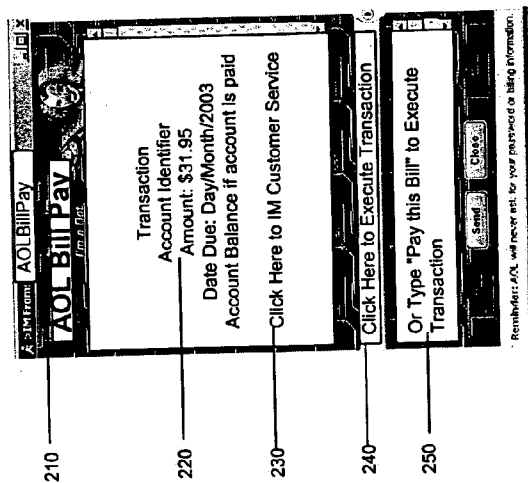 IM From: AOLBillPay
AOL Bill Pay
I'm a Bot
210
Transaction
Account Identifier
Amount: $31.95
220
Date Due: Day/Month/2003
Account Balance if account is paid
Click Here to IM Customer Service
230
Click Here to Execute Transaction
240
Or Type "Pay this Bill" to Execute
Transaction
250
Send
Close
Reminder: AOL will never ask for your password or billing information.